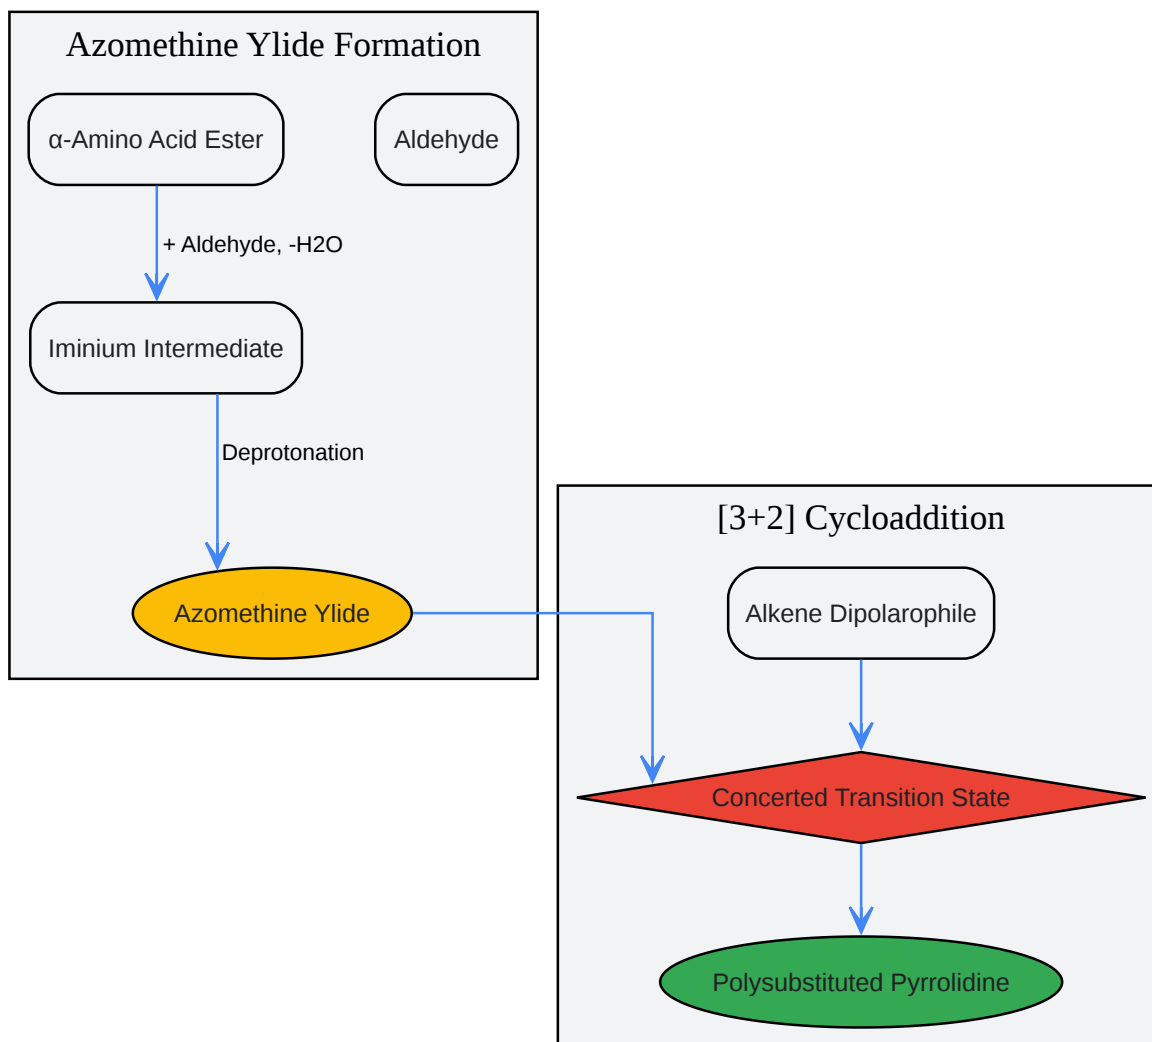 Azomethine Ylide Formation
α-Amino Acid Ester
Aldehyde
+ Aldehyde, -H2O
Iminium Intermediate
Deprotonation
Azomethine Ylide
[3+2] Cycloaddition
Alkene Dipolarophile
Concerted Transition State
Polysubstituted Pyrrolidine